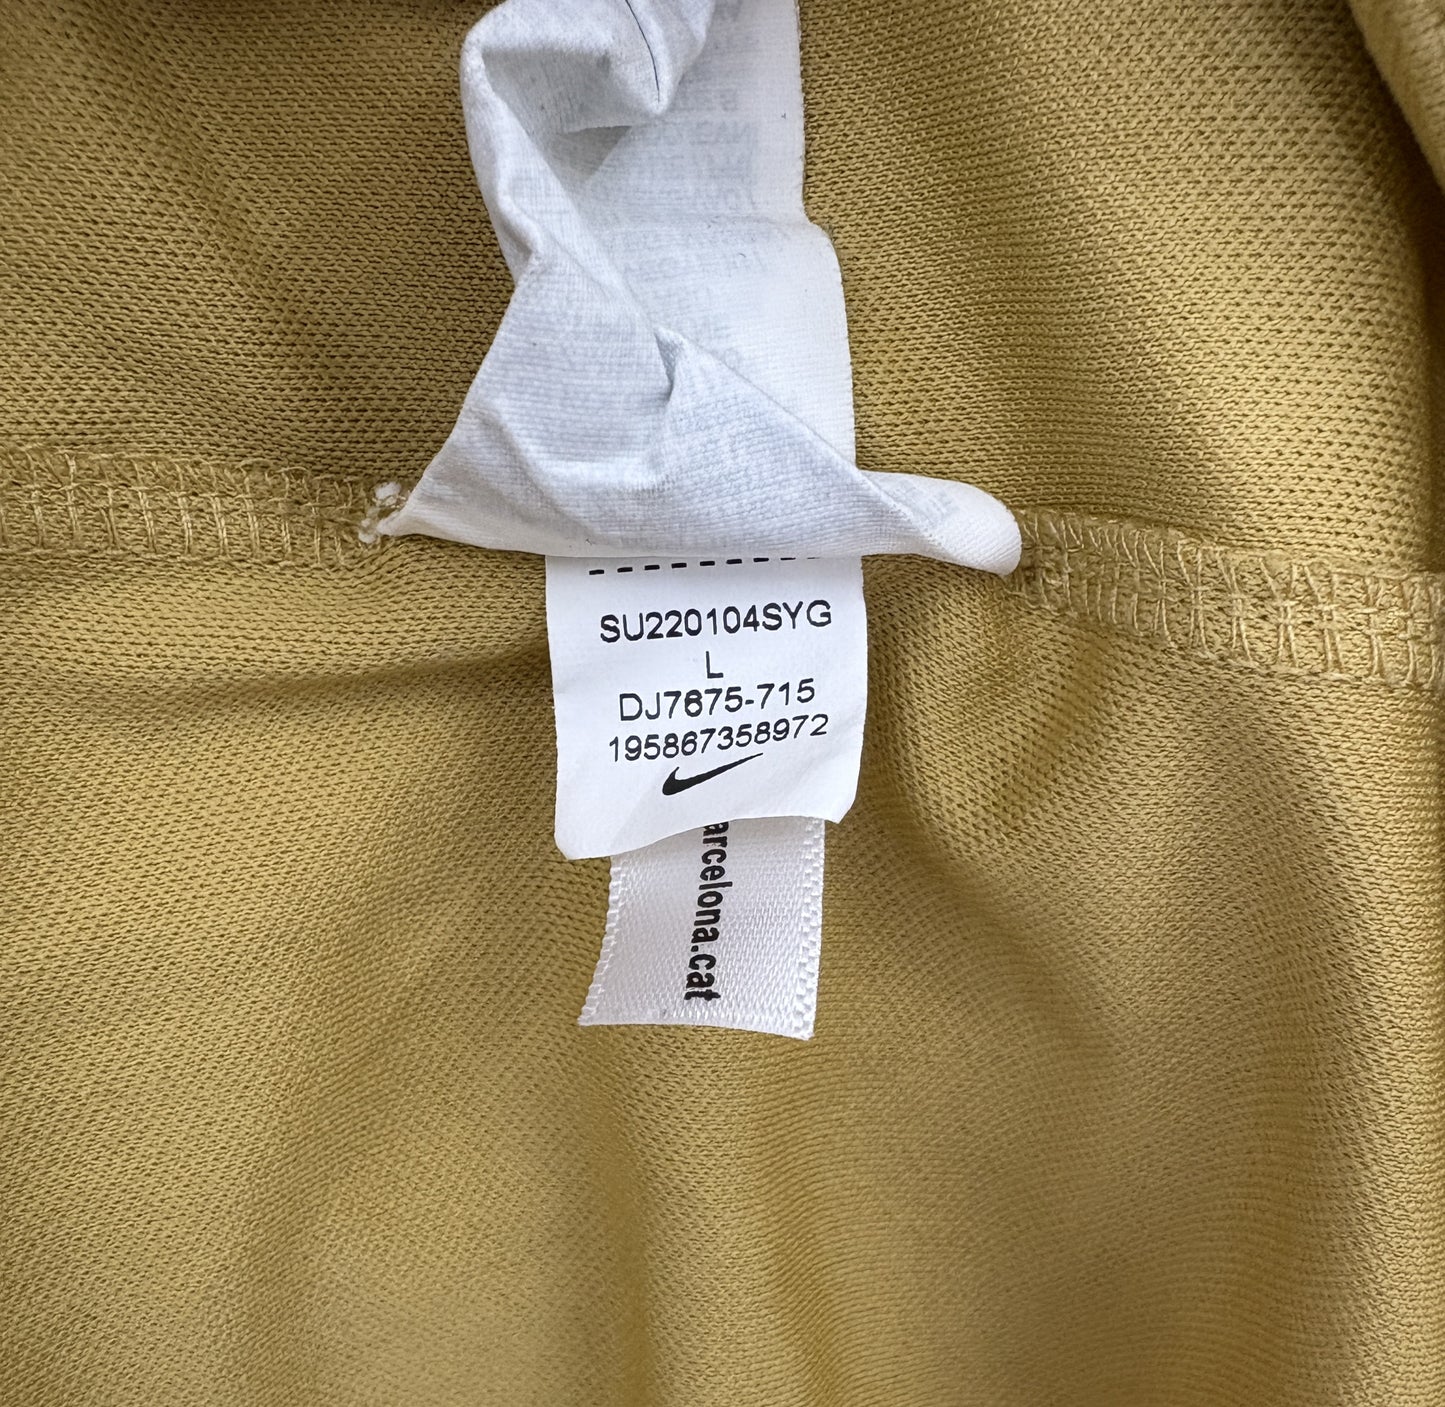 SU220104SYG
L
DJ7675-715
195867358972
arcelona.cat